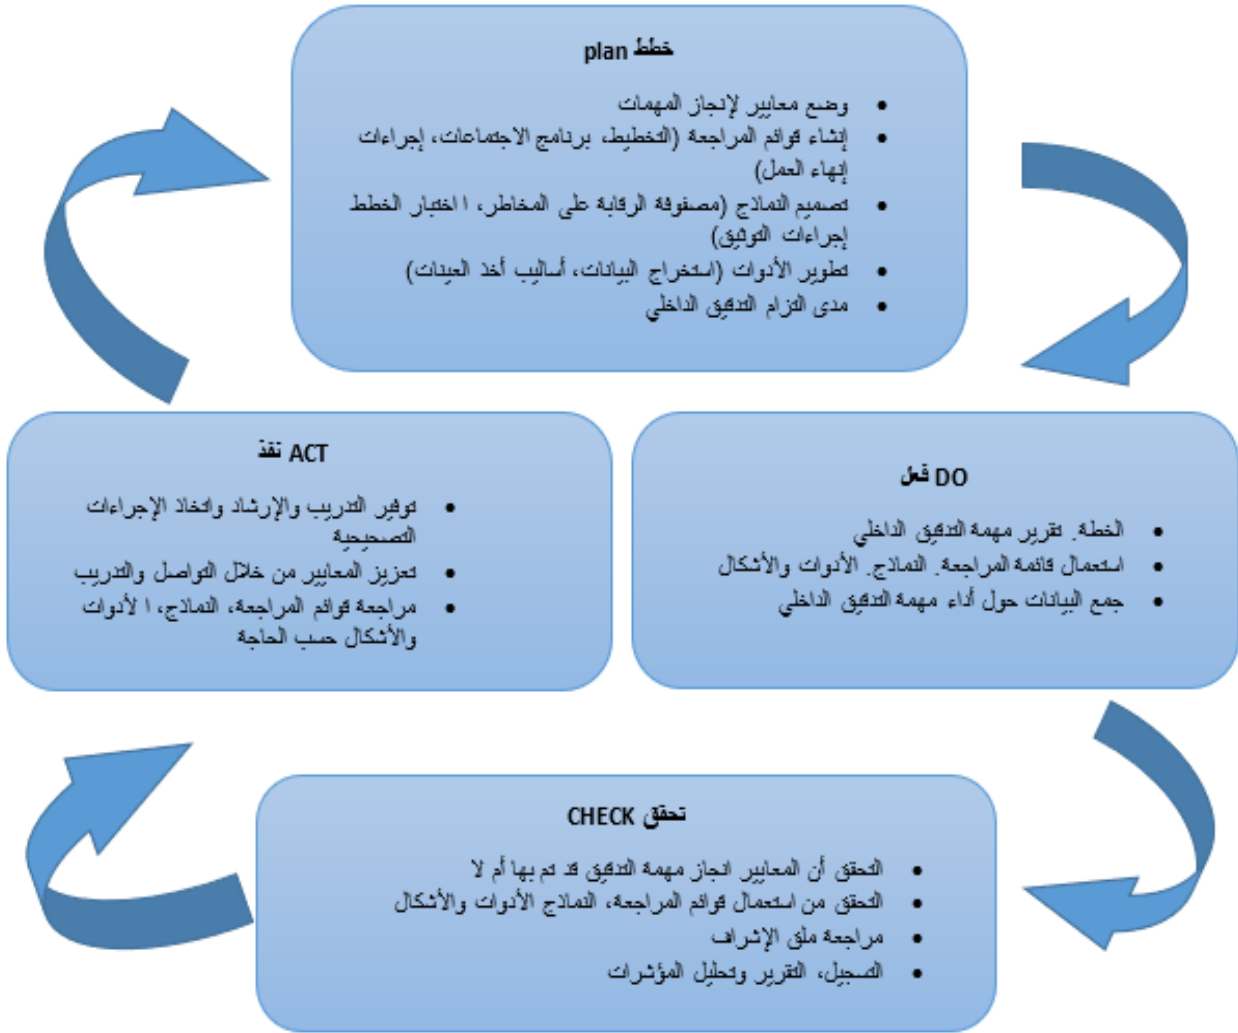 خطط plan
• وضع معايير لإنجاز المهمات
• إنشاء قوائم المراجعة (التخطيط، برنامج الاجتماعات، إجراءات
إنهاء العمل)
• تصميم النماذج (مصفوفة الرقابة على المخاطر، ا اختبار الخطط
إجراءات التوثيق)
• تطوير الأدوات (استخراج البيانات، أساليب أخذ العينات)
• مدى التزام التدقيق الداخلي
DO فعل
• الخطة. تقرير مهمة التدقيق الداخلي
• استعمال قائمة المراجعة. النماذج. الأدوات والأشكال
• جمع البيانات حول أداء مهمة التدقيق الداخلي
تحقق CHECK
• التحقق أن المعايير انجاز مهمة التدقيق قد تم بها أم لا
• التحقق من استعمال قوائم المراجعة، النماذج الأدوات والأشكال
• مراجعة ملق الإشراف
• التسجيل، التقرير وتحليل المؤشرات
ACT نفذ
• توفير التدريب والإرشاد واتخاذ الإجراءات
التصحيحية
• تعزيز المعايير من خلال التواصل والتدريب
• مراجعة قوائم المراجعة، النماذج، ا لأدوات
والأشكال حسب الحاجة